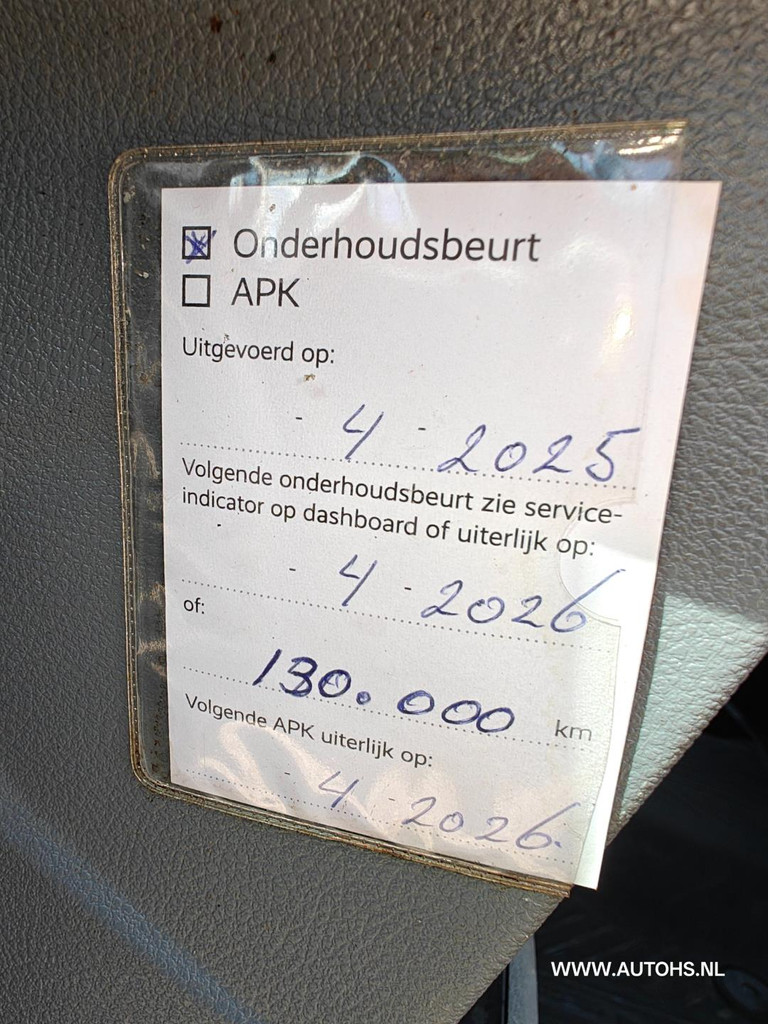 Onderhoudsbeurt
APK
Uitgevoerd op:
- 4 - 2025
Volgende onderhoudsbeurt zie service-
indicator op dashboard of uiterlijk op:
- 4 - 2026
of:
130.000 km
Volgende APK uiterlijk op:
- 4 - 2026.
WWW.AUTOHS.NL